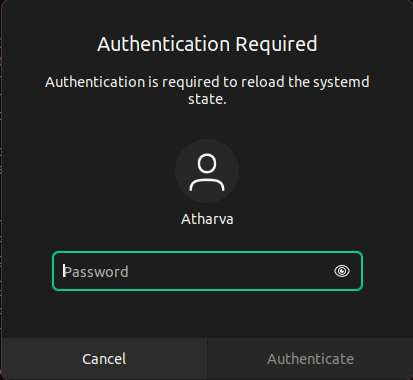 Authentication Required
Authentication is required to reload the systemd
state.
Atharva
Password
Cancel
Authenticate